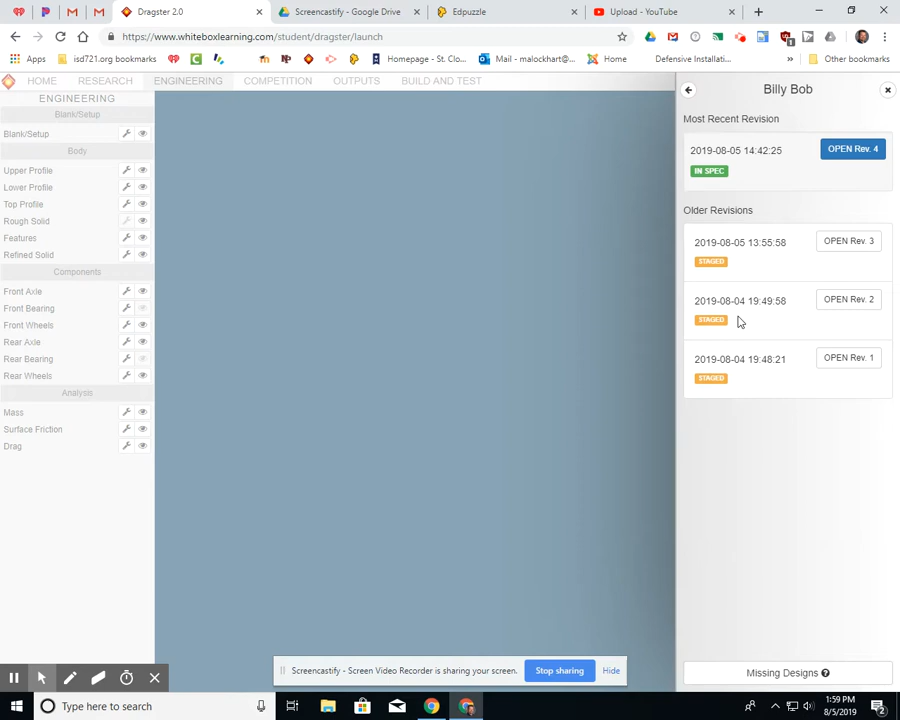 Dragster 2.0
Screencastify - Google Drive
Edpuzzle
Upload - YouTube
https://www.whiteboxlearning.com/student/dragster/launch
Apps
isd721.org bookmarks
Homepage - St. Clo...
Mail - malockhart@...
Home
Defensive Installati...
»
Other bookmarks
HOME
RESEARCH
ENGINEERING
COMPETITION
OUTPUTS
BUILD AND TEST
ENGINEERING
Blank/Setup
Blank/Setup
Body
Upper Profile
Lower Profile
Top Profile
Rough Solid
Features
Refined Solid
Components
Front Axle
Front Bearing
Front Wheels
Rear Axle
Rear Bearing
Rear Wheels
Analysis
Mass
Surface Friction
Drag
Billy Bob
Most Recent Revision
2019-08-05 14:42:25
OPEN Rev. 4
IN SPEC
Older Revisions
2019-08-05 13:55:58
OPEN Rev. 3
STAGED
2019-08-04 19:49:58
OPEN Rev. 2
STAGED
2019-08-04 19:48:21
OPEN Rev. 1
STAGED
Missing Designs ?
Screencastify - Screen Video Recorder is sharing your screen.
Stop sharing
Hide
Type here to search
1:59 PM
8/5/2019
2